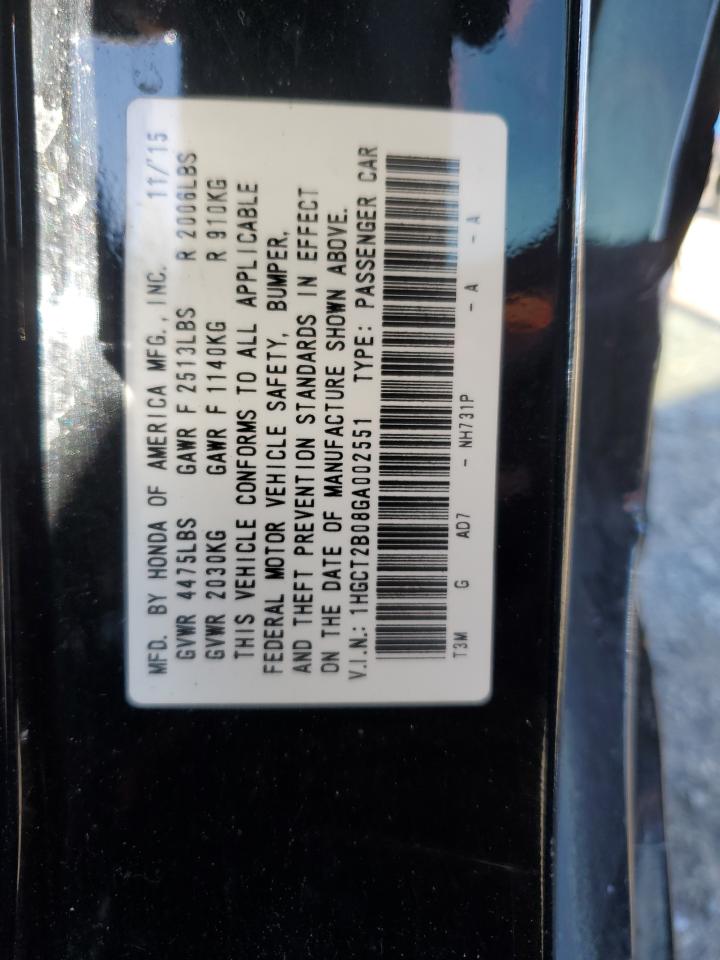 MFD. BY HONDA OF AMERICA MFG., INC. 11/'15
GVWR 4475LBS GAWR F 2513LBS R 2006LBS
GVWR 2030KG GAWR F 1140KG R 910KG
THIS VEHICLE CONFORMS TO ALL APPLICABLE
FEDERAL MOTOR VEHICLE SAFETY, BUMPER,
AND THEFT PREVENTION STANDARDS IN EFFECT
ON THE DATE OF MANUFACTURE SHOWN ABOVE.
V.I.N.: 1HGCT2B08GA002551 TYPE: PASSENGER CAR
T3M G AD7 - NH731P - A - A